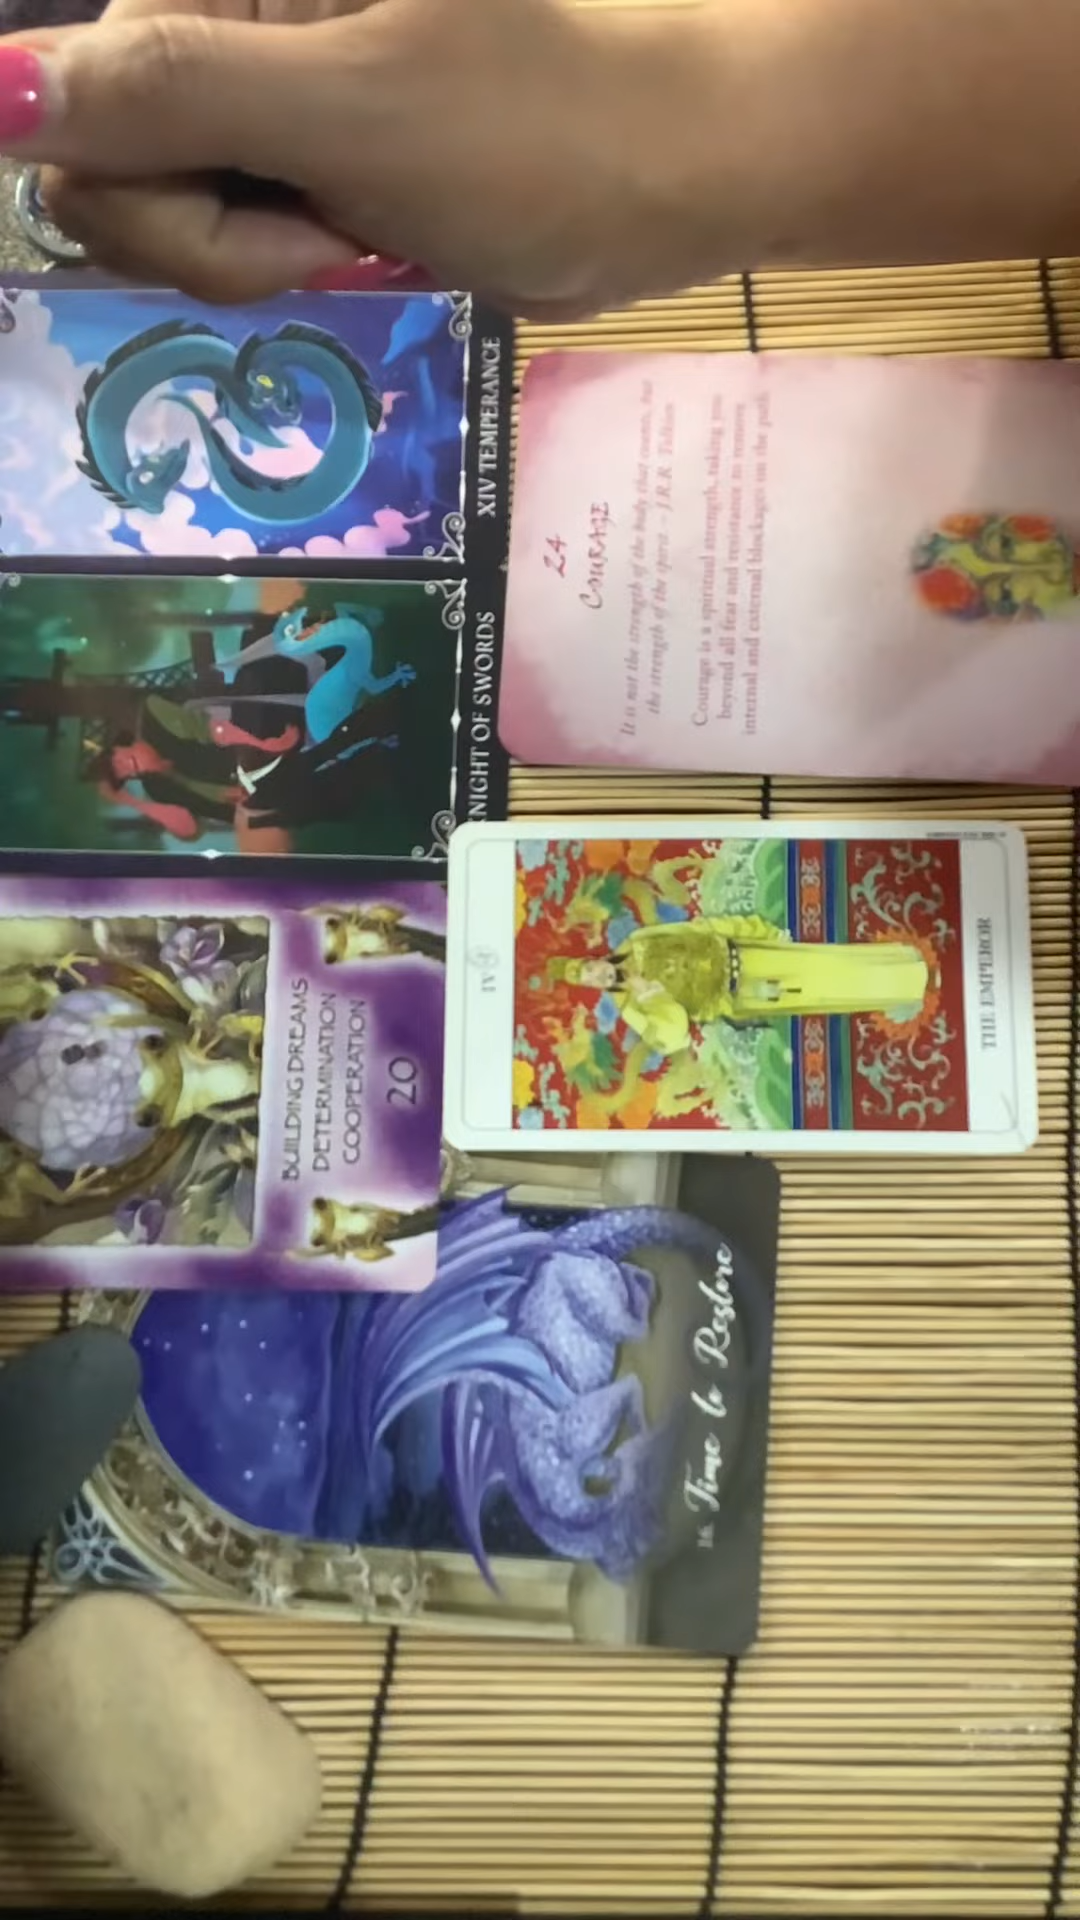 XIV TEMPERANCE
KNIGHT OF SWORDS
24
COURAGE
It is not the strength of the body that counts, but
the strength of the spirit. – J.R.R. Tolkien
Courage is a spiritual strength, taking you
beyond all fear and resistance to remove
internal and external blockages on the path
BUILDING DREAMS
DETERMINATION
COOPERATION
20
IV
THE EMPEROR
16 Time to Restore